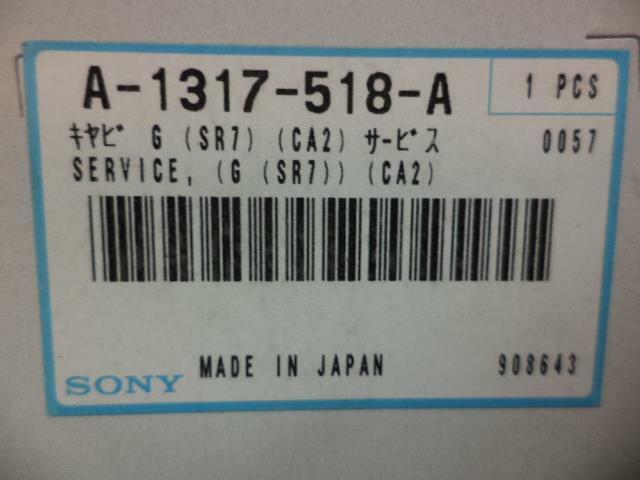 A-1317-518-A
1 PCS
ｷﾔﾋﾞ G (SR7) (CA2) ｻｰﾋﾞｽ 0057
SERVICE, (G (SR7)) (CA2)
SONY MADE IN JAPAN 908643